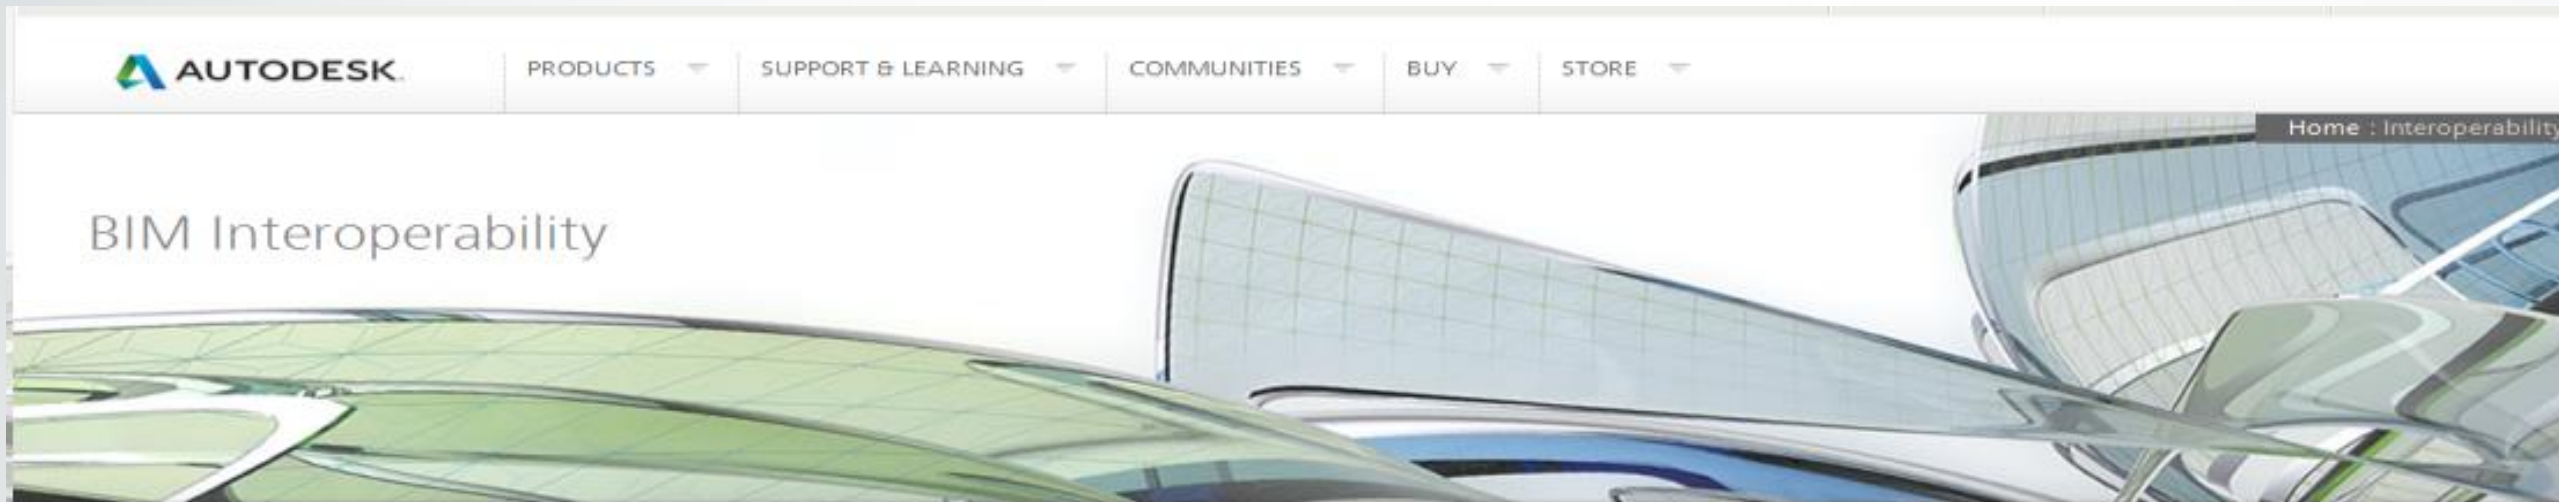 AUTODESK. PRODUCTS SUPPORT & LEARNING COMMUNITIES BUY STORE
Home : Interoperability
BIM Interoperability